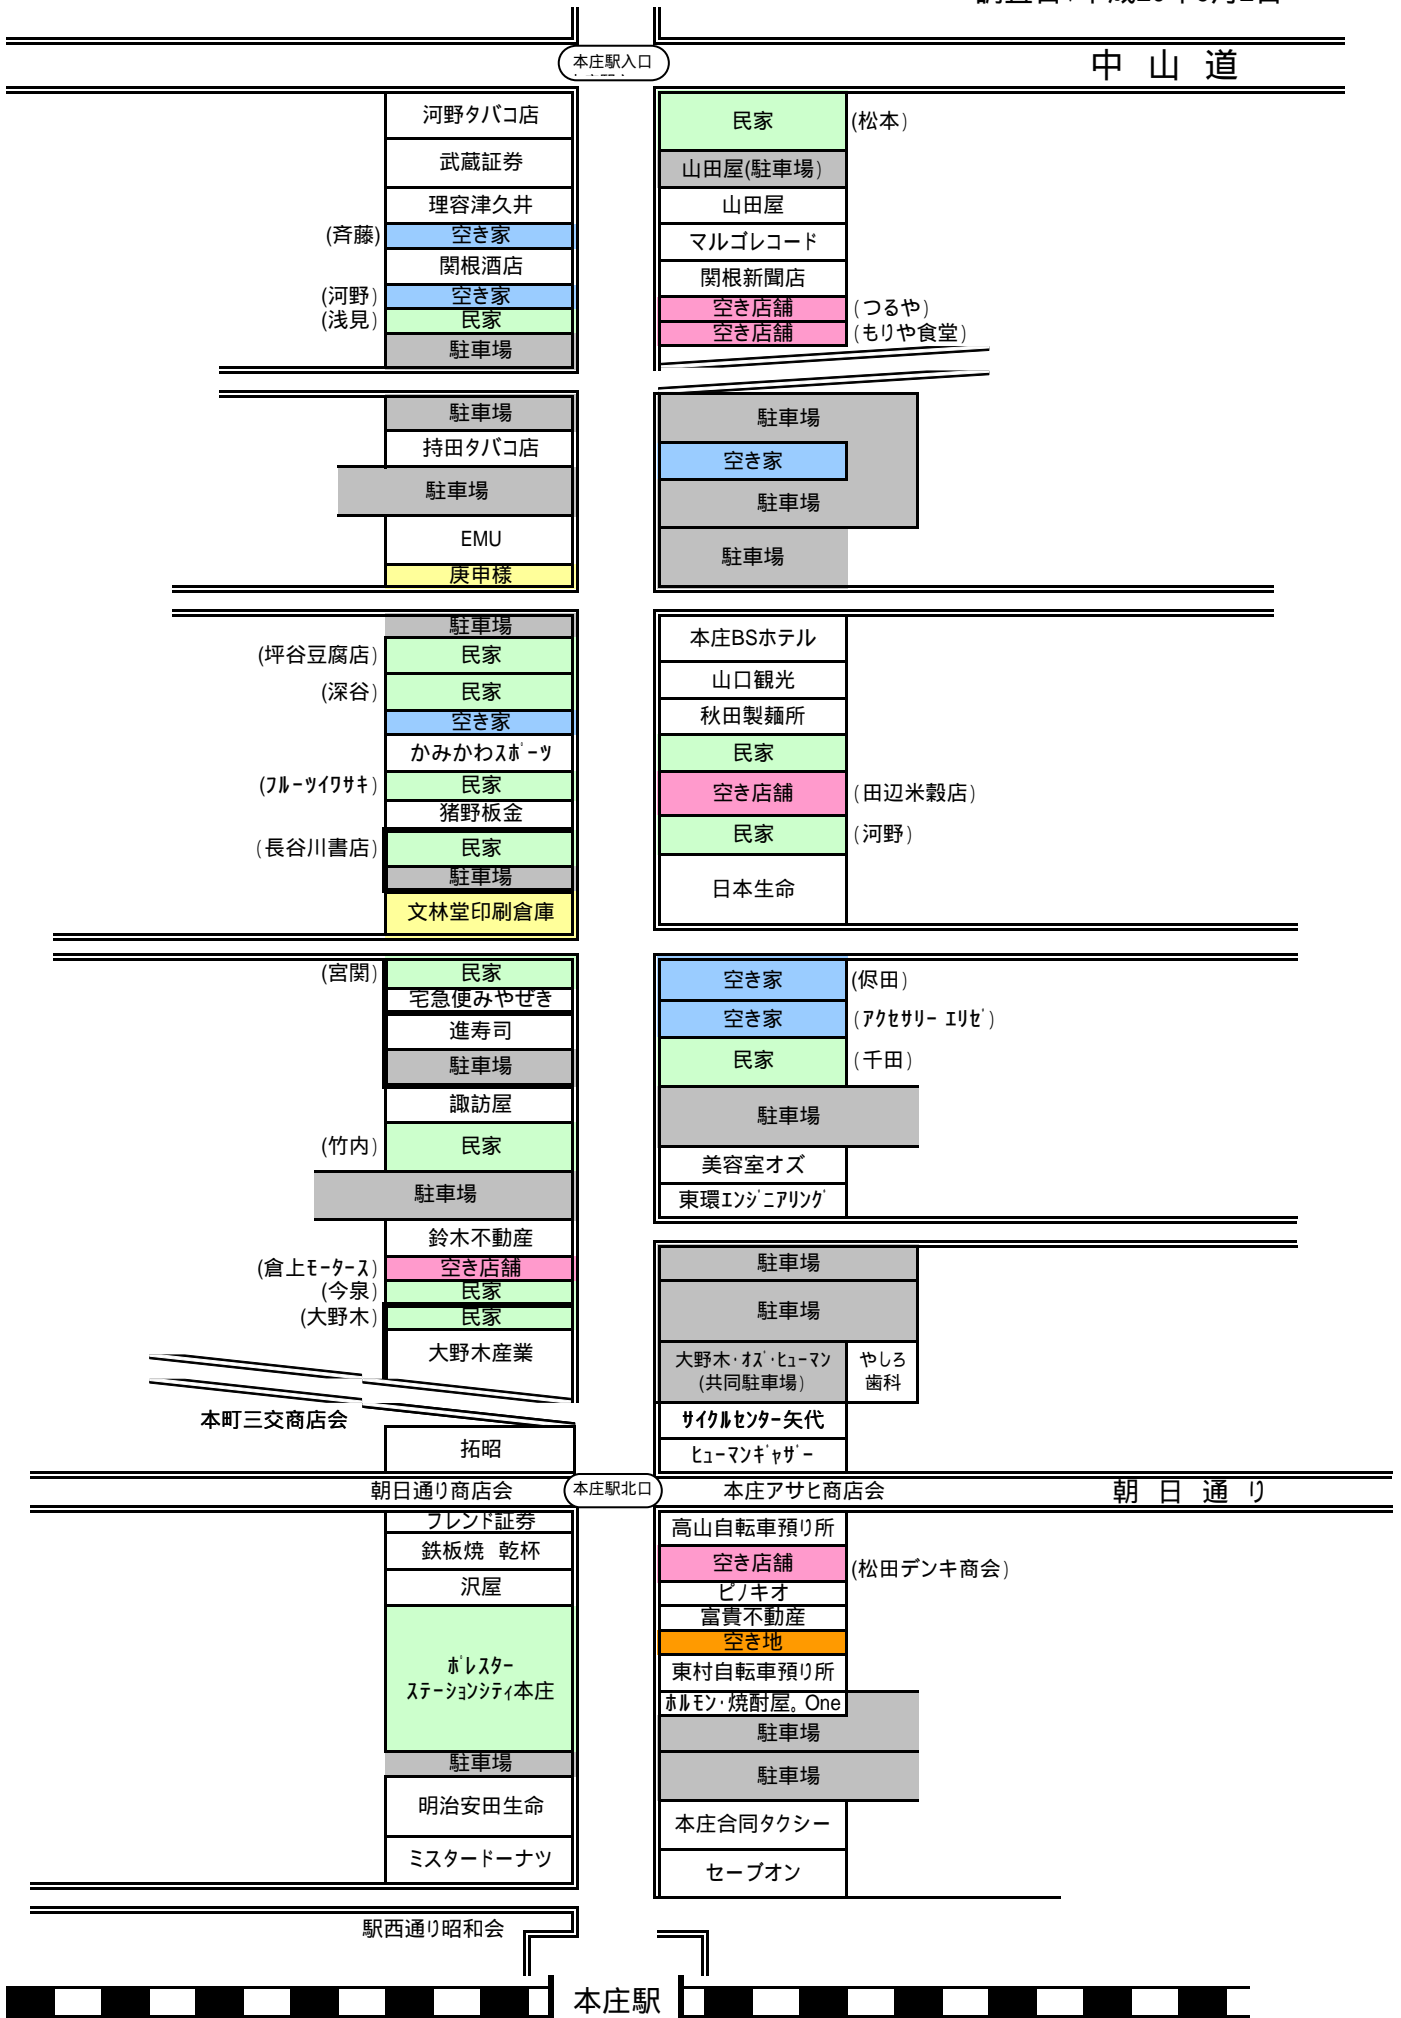 本庄駅入口
中 山 道
河野タバコ店
武蔵証券
理容津久井
(斉藤) 空き家
関根酒店
(河野) 空き家
(浅見) 民家
駐車場
民家 (松本)
山田屋(駐車場)
山田屋
マルゴレコード
関根新聞店
空き店舗 (つるや)
空き店舗 (もりや食堂)
駐車場
持田タバコ店
駐車場
EMU
庚申様
駐車場
空き家
駐車場
駐車場
駐車場
(坪谷豆腐店) 民家
(深谷) 民家
空き家
かみかわスポーツ
(フルーツイワサキ) 民家
猪野板金
(長谷川書店) 民家
駐車場
文林堂印刷倉庫
本庄BSホテル
山口観光
秋田製麺所
民家
空き店舗 (田辺米穀店)
民家 (河野)
日本生命
(宮関) 民家
宅急便みやぜき
進寿司
駐車場
諏訪屋
(竹内) 民家
駐車場
鈴木不動産
(倉上モータース) 空き店舗
(今泉) 民家
(大野木) 民家
大野木産業
本町三交商店会
拓昭
空き家 (俵田)
空き家 (アクセサリー エリゼ)
民家 (千田)
駐車場
美容室オズ
東環エンジニアリング
駐車場
駐車場
大野木・オズ・ヒューマン
(共同駐車場)
やしろ
歯科
サイクルセンター矢代
ヒューマンギャザー
朝日通り商店会 本庄駅北口 本庄アサヒ商店会 朝 日 通 り
フレンド証券
鉄板焼 乾杯
沢屋
ポレスター
ステーションシティ本庄
駐車場
明治安田生命
ミスタードーナツ
高山自転車預り所
空き店舗 (松田デンキ商会)
ピノキオ
富貴不動産
空き地
東村自転車預り所
ホルモン・焼酎屋。One
駐車場
駐車場
本庄合同タクシー
セーブオン
駅西通り昭和会
本庄駅